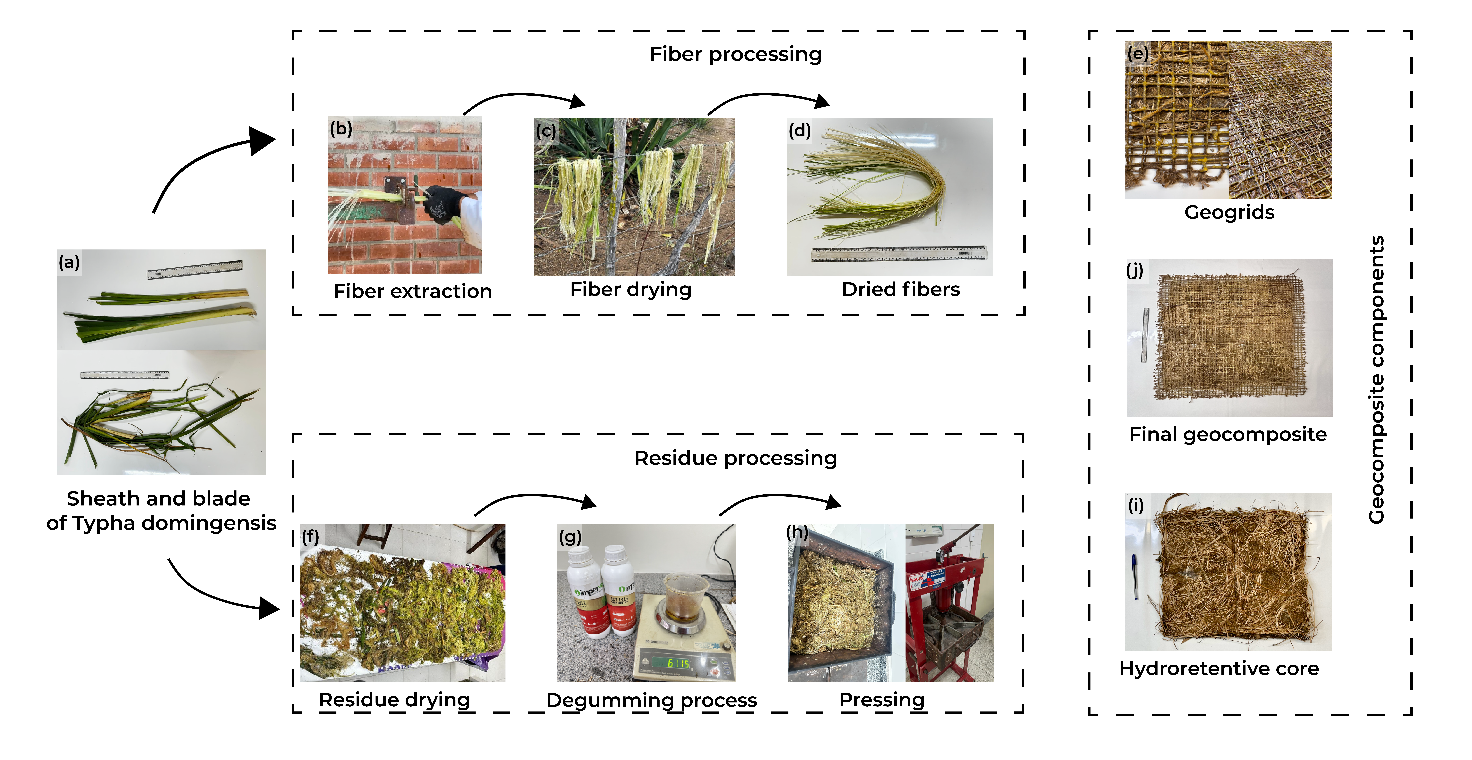 Fiber processing
(a)
Sheath and blade
of Typha domingensis
(b)
Fiber extraction
(c)
Fiber drying
(d)
Dried fibers
Residue processing
(f)
Residue drying
(g)
6115
Degumming process
(h)
Pressing
(e)
Geogrids
(j)
Final geocomposite
(i)
Hydroretentive core
Geocomposite components